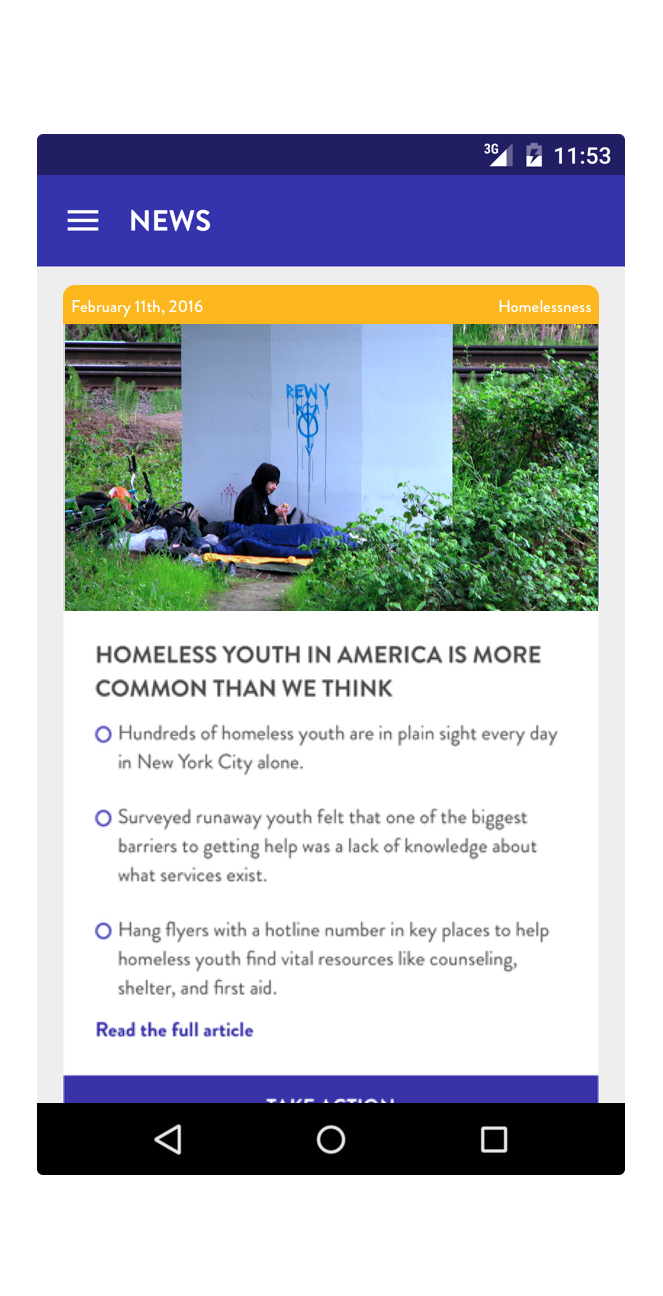 3G 11:53
NEWS
February 11th, 2016 Homelessness
REWY
HOMELESS YOUTH IN AMERICA IS MORE
COMMON THAN WE THINK
Hundreds of homeless youth are in plain sight every day
in New York City alone.
Surveyed runaway youth felt that one of the biggest
barriers to getting help was a lack of knowledge about
what services exist.
Hang flyers with a hotline number in key places to help
homeless youth find vital resources like counseling,
shelter, and first aid.
Read the full article
TAKE ACTION